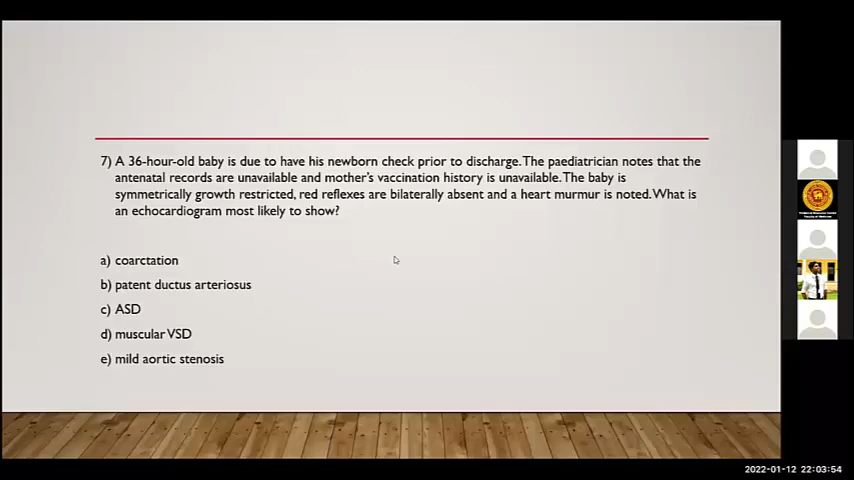 7) A 36-hour-old baby is due to have his newborn check prior to discharge. The paediatrician notes that the
antenatal records are unavailable and mother's vaccination history is unavailable. The baby is
symmetrically growth restricted, red reflexes are bilaterally absent and a heart murmur is noted. What is
an echocardiogram most likely to show?
a) coarctation
b) patent ductus arteriosus
c) ASD
d) muscular VSD
e) mild aortic stenosis
2022-01-12 22:03:54